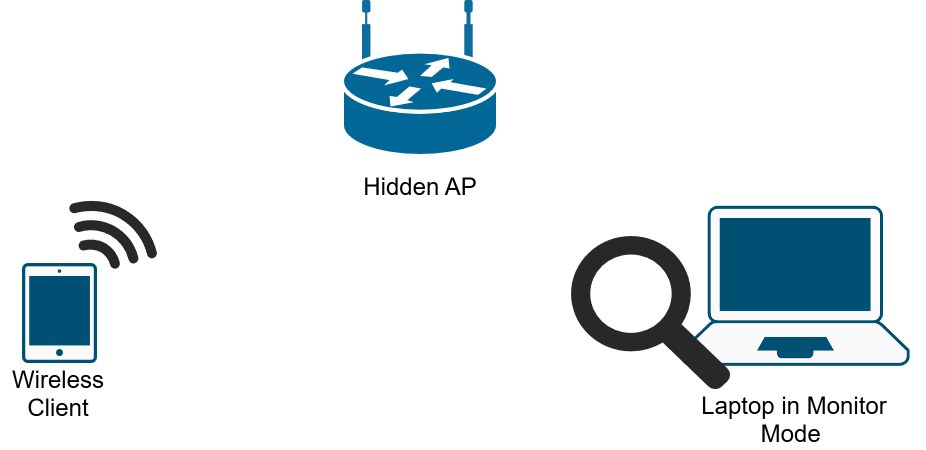 Hidden AP
Wireless
Client
Laptop in Monitor
Mode